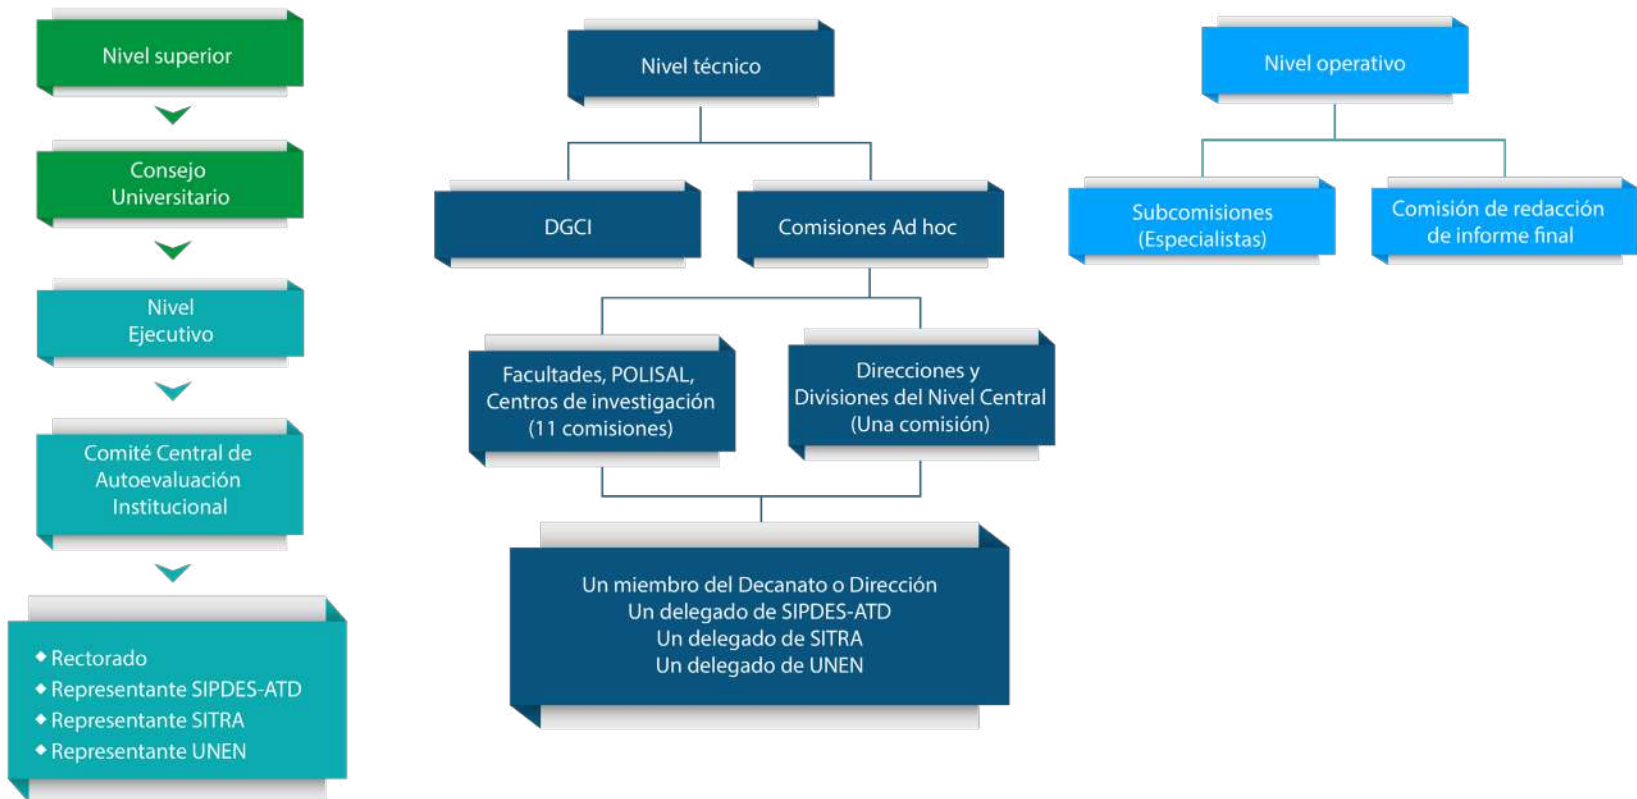 Nivel superior
Consejo
Universitario
Nivel
Ejecutivo
Comité Central de
Autoevaluación
Institucional
◆ Rectorado
◆ Representante SIPDES-ATD
◆ Representante SITRA
◆ Representante UNEN
Nivel técnico
DGCI
Comisiones Ad hoc
Facultades, POLISAL,
Centros de investigación
(11 comisiones)
Direcciones y
Divisiones del Nivel Central
(Una comisión)
Un miembro del Decanato o Dirección
Un delegado de SIPDES-ATD
Un delegado de SITRA
Un delegado de UNEN
Nivel operativo
Subcomisiones
(Especialistas)
Comisión de redacción
de informe final